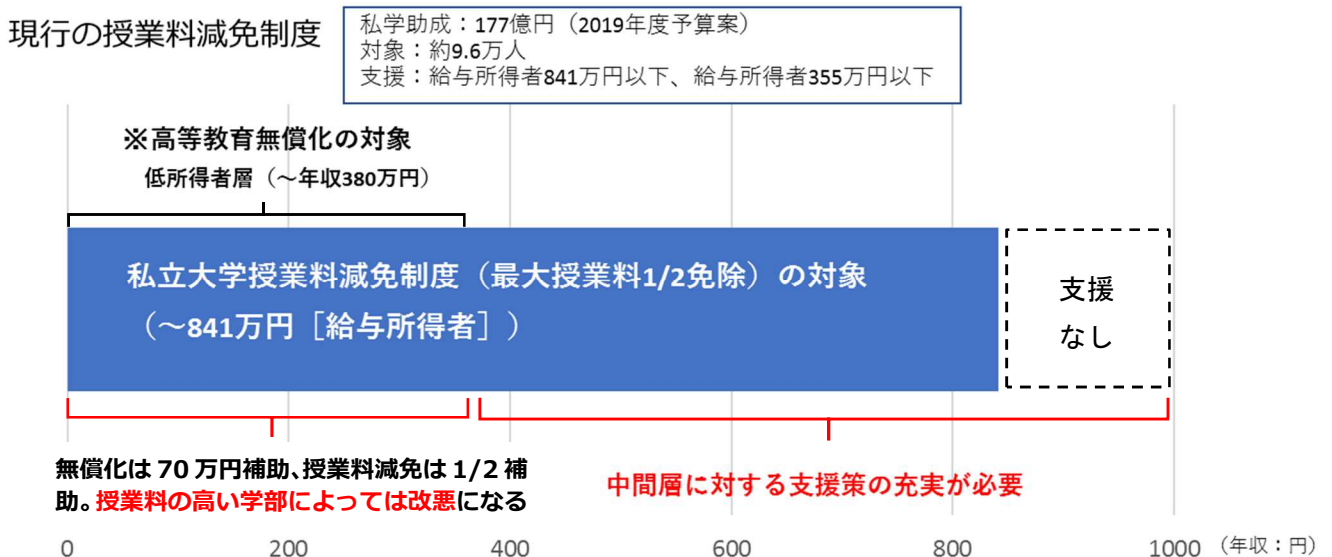 現行の授業料減免制度
私学助成：177億円（2019年度予算案）
対象：約9.6万人
支援：給与所得者841万円以下、給与所得者355万円以下
※高等教育無償化の対象
低所得者層（～年収380万円）
私立大学授業料減免制度（最大授業料1/2免除）の対象
（～841万円［給与所得者］）
支援
なし
無償化は 70 万円補助、授業料減免は 1/2 補
助。授業料の高い学部によっては改悪になる
中間層に対する支援策の充実が必要
0 200 400 600 800 1000 （年収：円）